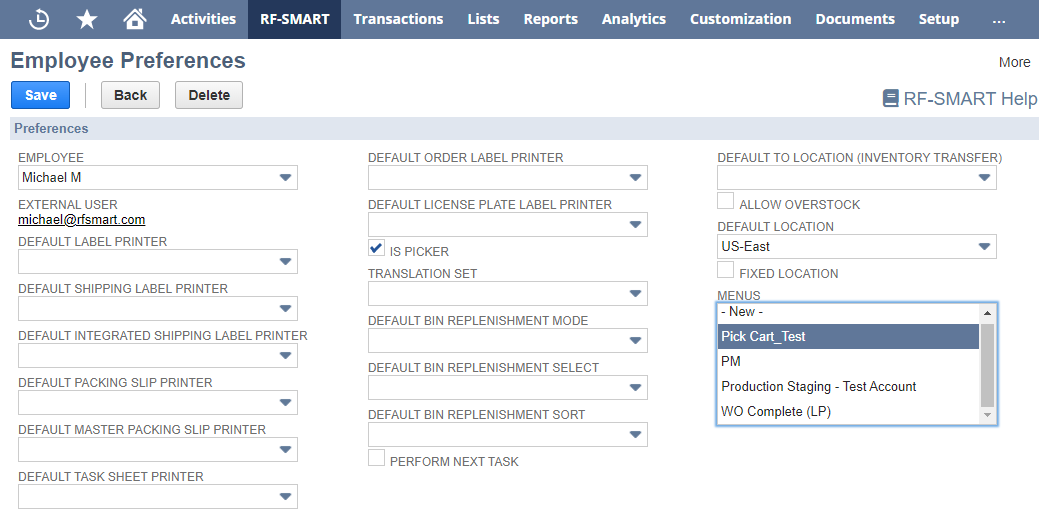 Activities RF-SMART Transactions Lists Reports Analytics Customization Documents Setup ...
Employee Preferences
More
Save Back Delete
RF-SMART Help
Preferences
EMPLOYEE
Michael M
EXTERNAL USER
michael@rfsmart.com
DEFAULT LABEL PRINTER
DEFAULT SHIPPING LABEL PRINTER
DEFAULT INTEGRATED SHIPPING LABEL PRINTER
DEFAULT PACKING SLIP PRINTER
DEFAULT MASTER PACKING SLIP PRINTER
DEFAULT TASK SHEET PRINTER
DEFAULT ORDER LABEL PRINTER
DEFAULT LICENSE PLATE LABEL PRINTER
IS PICKER
TRANSLATION SET
DEFAULT BIN REPLENISHMENT MODE
DEFAULT BIN REPLENISHMENT SELECT
DEFAULT BIN REPLENISHMENT SORT
PERFORM NEXT TASK
DEFAULT TO LOCATION (INVENTORY TRANSFER)
ALLOW OVERSTOCK
DEFAULT LOCATION
US-East
FIXED LOCATION
MENUS
- New -
Pick Cart_Test
PM
Production Staging - Test Account
WO Complete (LP)